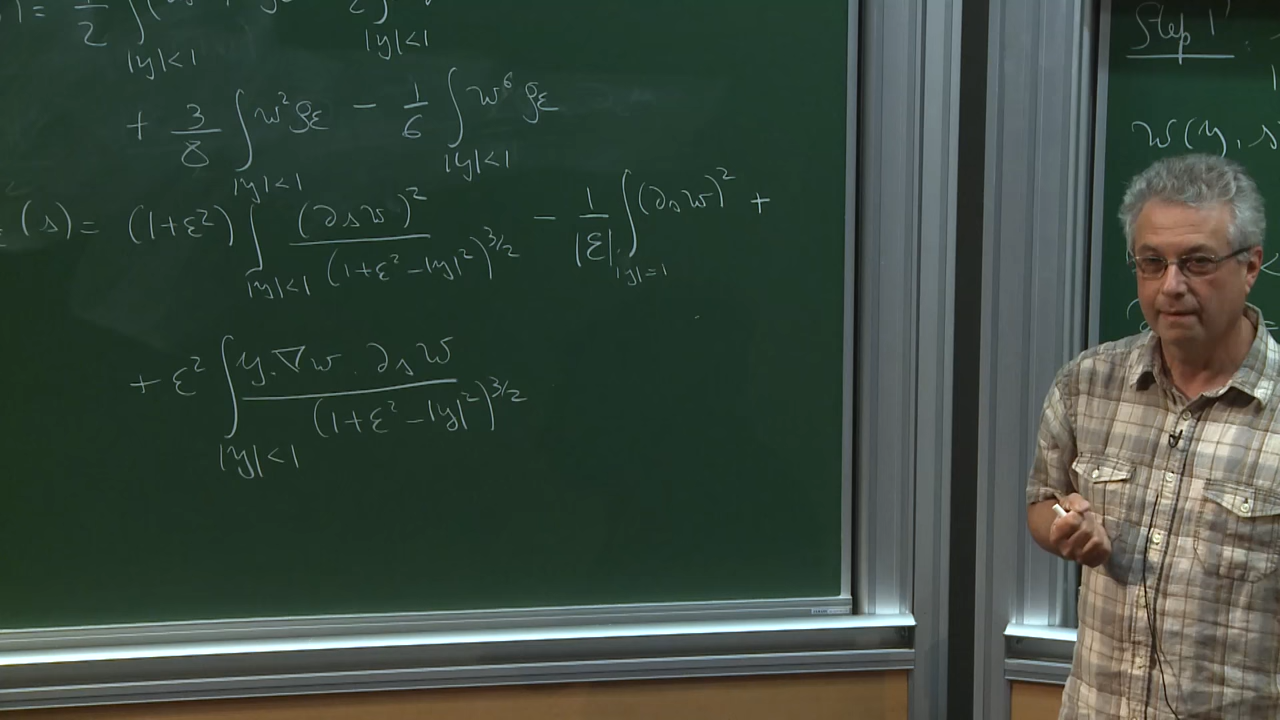 ) = 1/2 ∫_{|y|<1} ∫_{|y|<1}
+ 3/8 ∫_{|y|<1} w² ρ_ε − 1/6 ∫_{|y|<1} w⁶ ρ_ε
(s) = (1+ε²) ∫_{|y|<1} (∂_s w)² / (1+ε²−|y|²)^{3/2} − 1/|ε| ∫_{|y|=1} (∂_s w)² +
+ ε² ∫_{|y|<1} y.∇w . ∂_s w / (1+ε²−|y|²)^{3/2}
Step 1
w(y, s